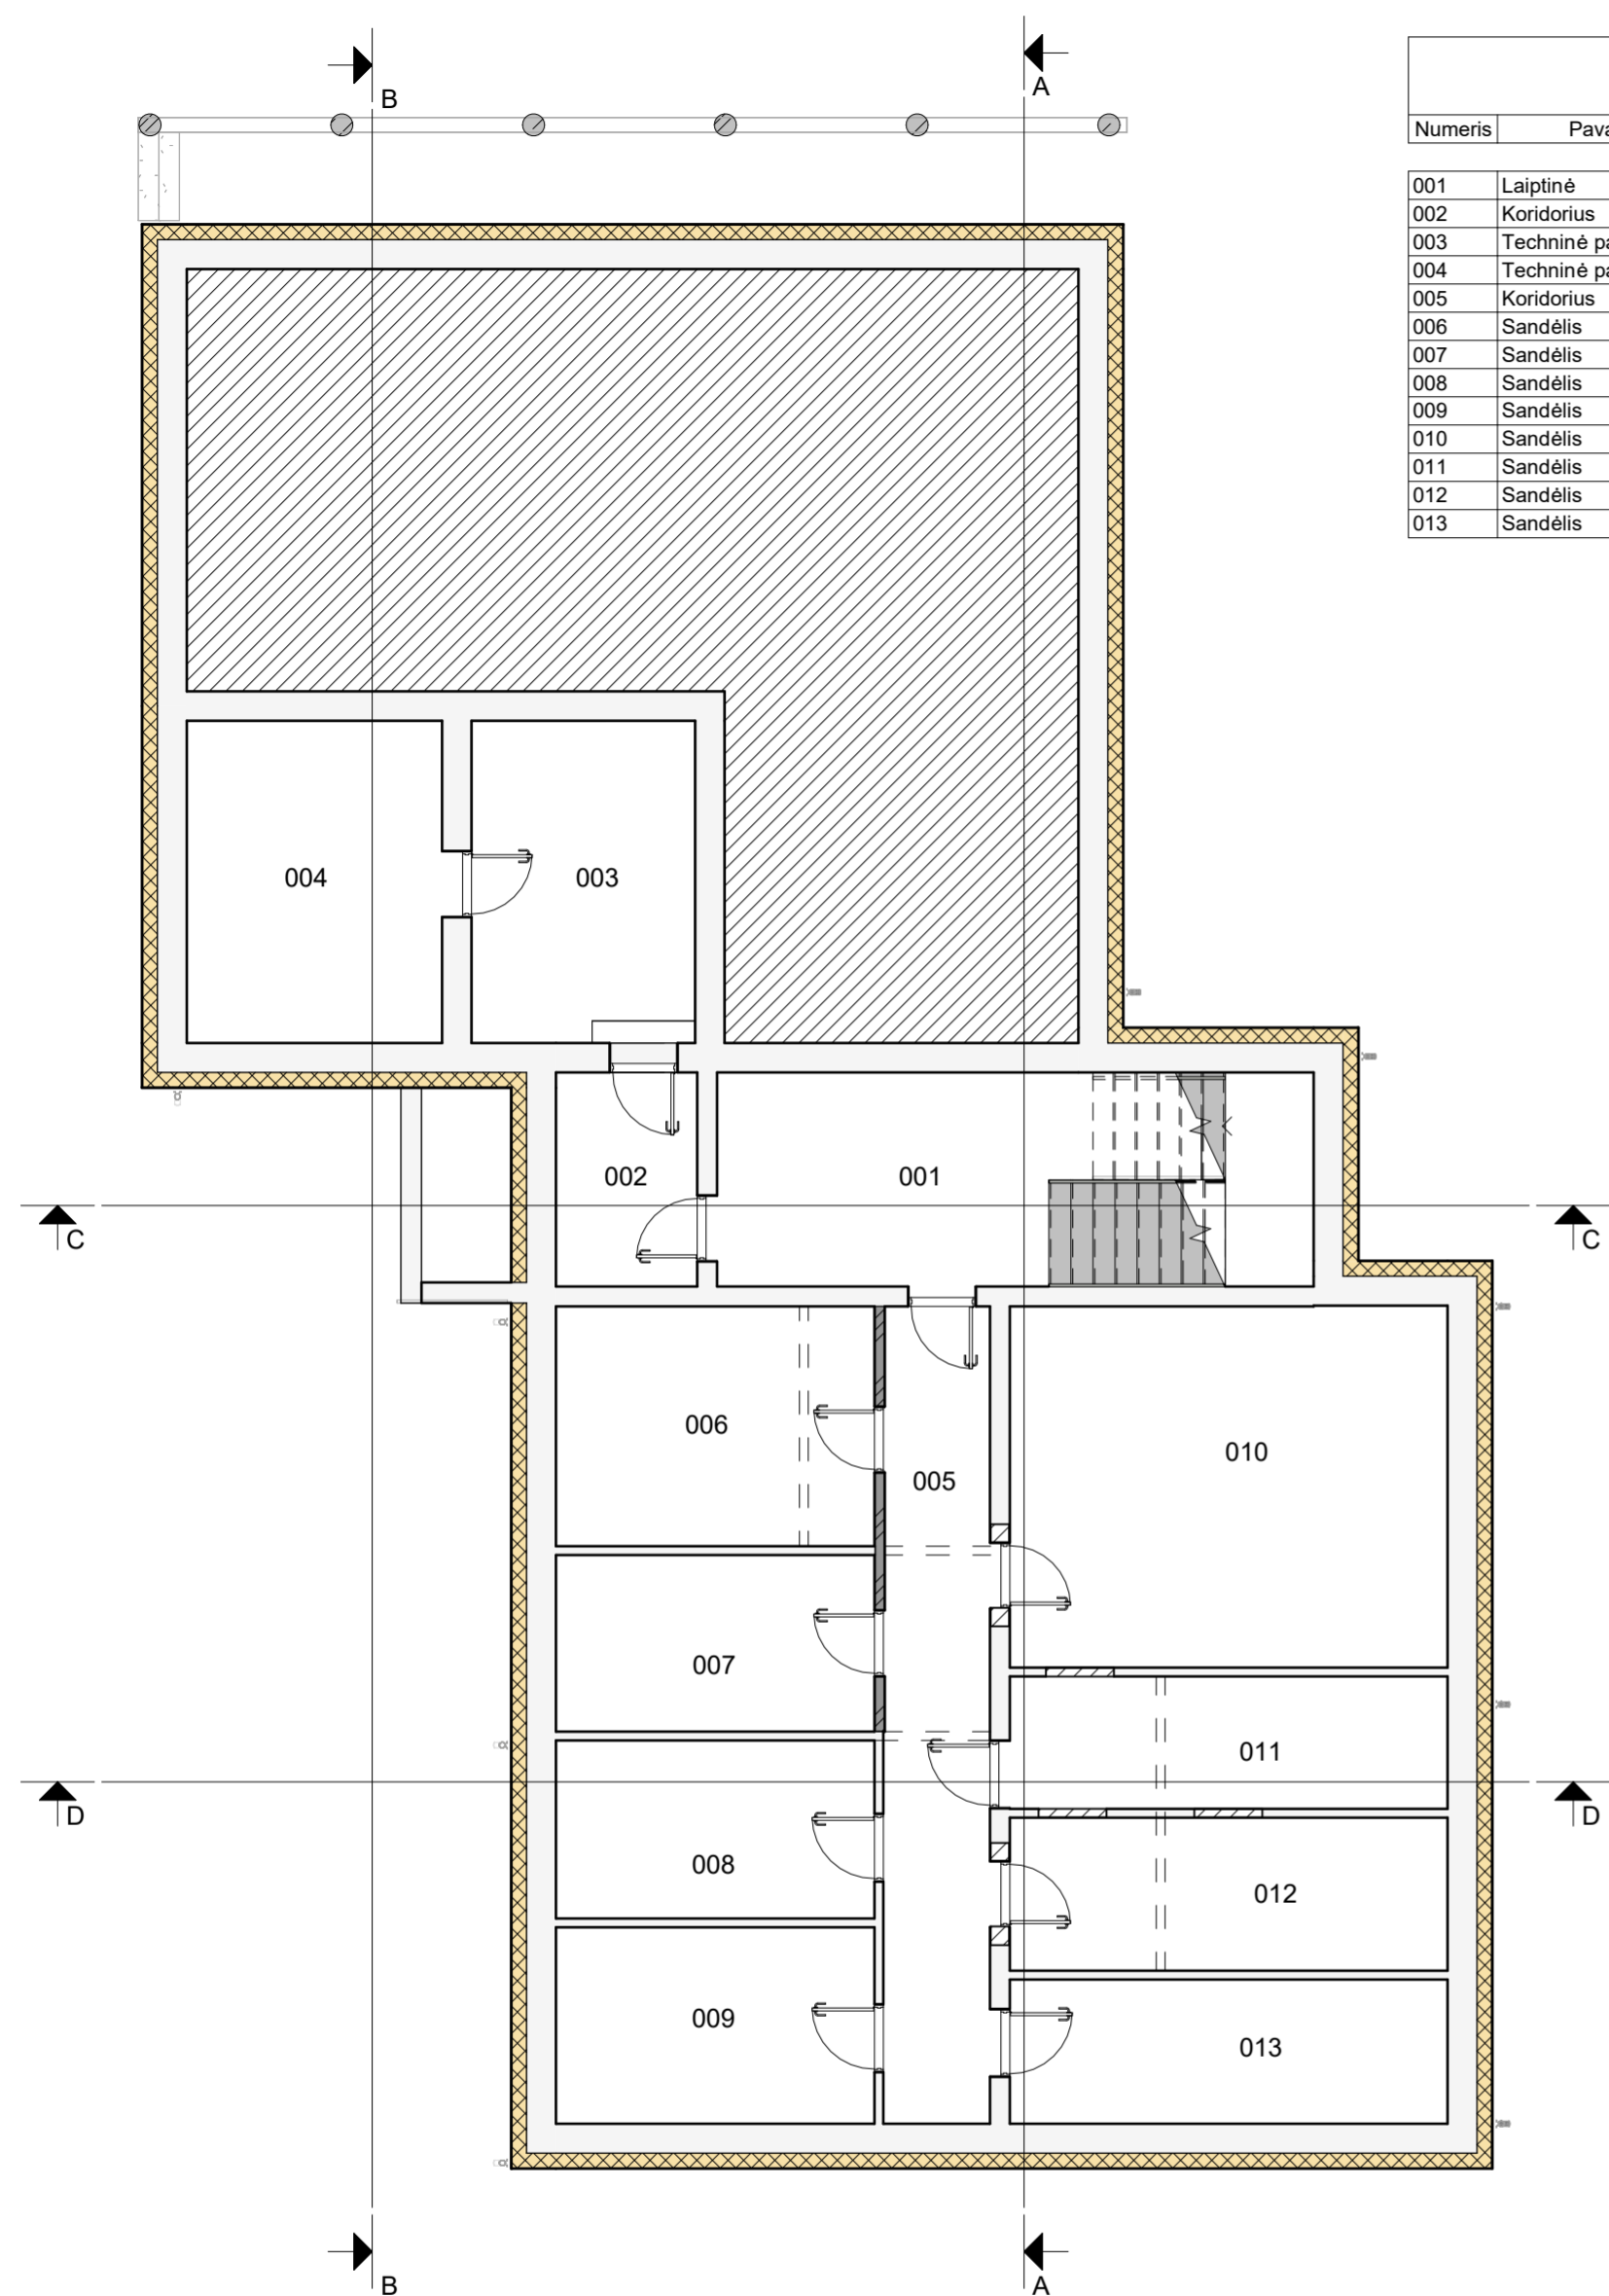 B
A
Numeris
001 Laiptinė
002 Koridorius
003 Techninė
004 Techninė
005 Koridorius
006 Sandėlis
007 Sandėlis
008 Sandėlis
009 Sandėlis
010 Sandėlis
011 Sandėlis
012 Sandėlis
013 Sandėlis
004
003
002
001
C
C
006
010
005
007
011
D
D
008
012
009
013
B
A